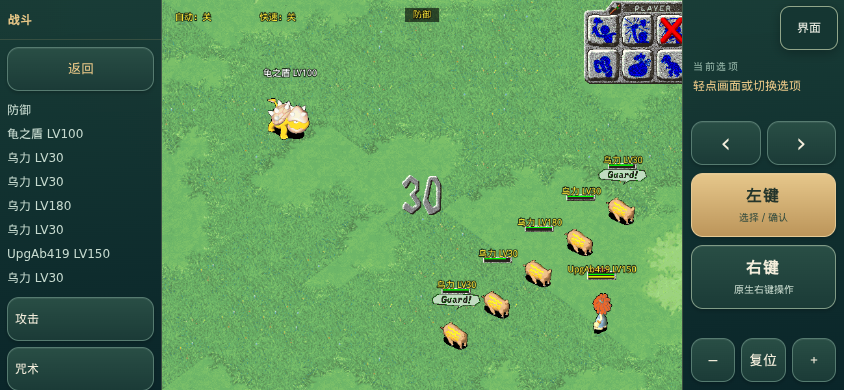 战斗
返回
防御
龟之盾 LV100
乌力 LV30
乌力 LV30
乌力 LV180
乌力 LV30
UpgAb419 LV150
乌力 LV30
攻击
咒术
自动: 关
快速: 关
防御
PLAYER
龟之盾 LV100
30
乌力 LV30
Guard!
乌力 LV30
乌力 LV180
乌力 LV30
UpgAb419 LV150
乌力 LV30
Guard!
界面
当前选项
轻点画面或切换选项
‹
›
左键
选择 / 确认
右键
原生右键操作
−
复位
+